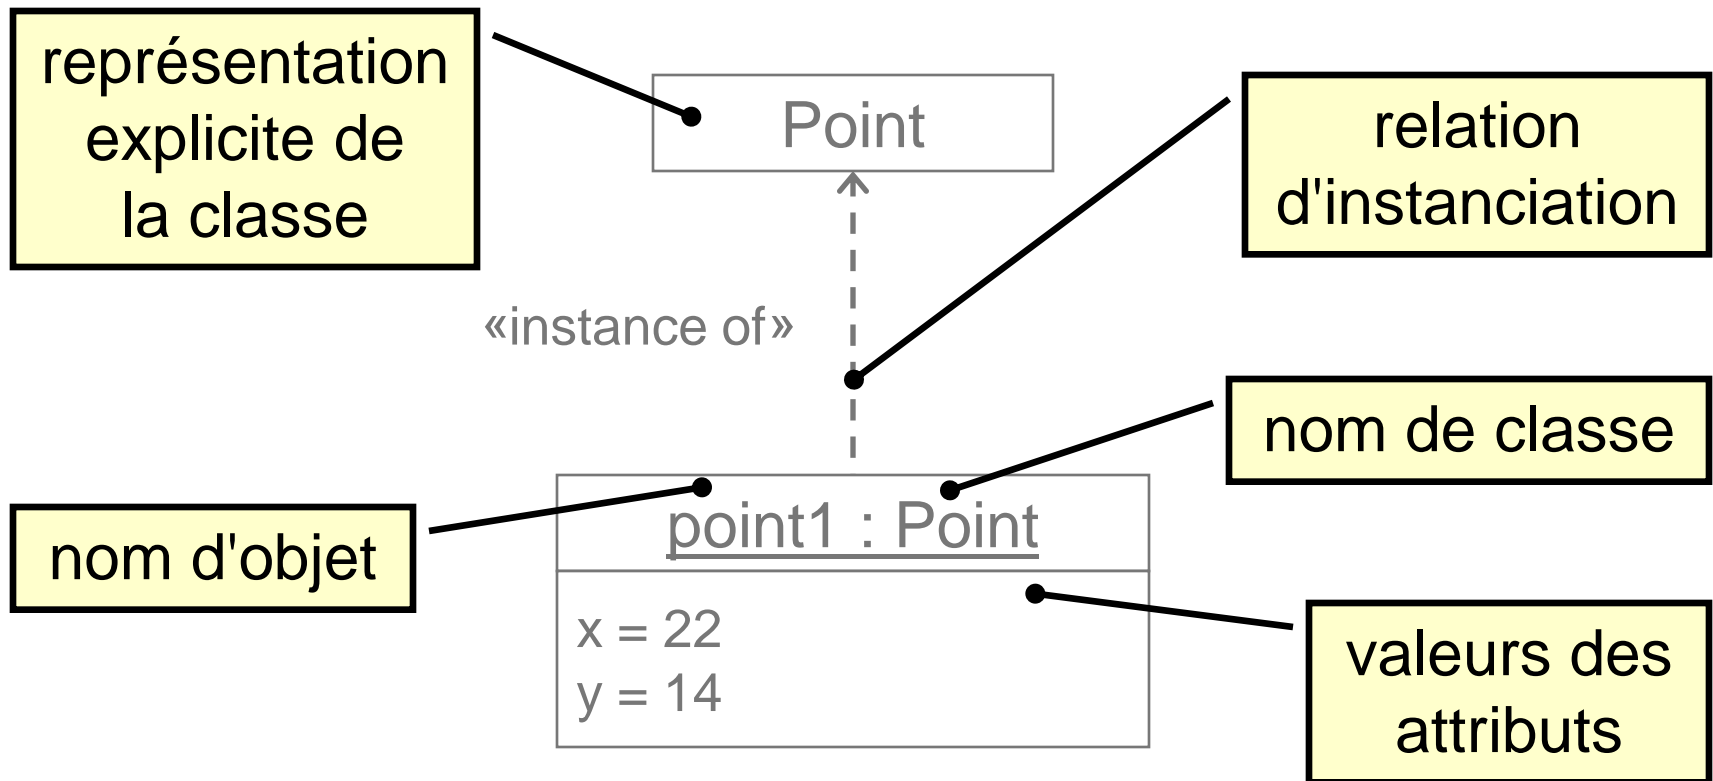 représentation
explicite de
la classe
Point
relation
d'instanciation
«instance of»
nom de classe
nom d'objet
point1 : Point
x = 22
y = 14
valeurs des
attributs